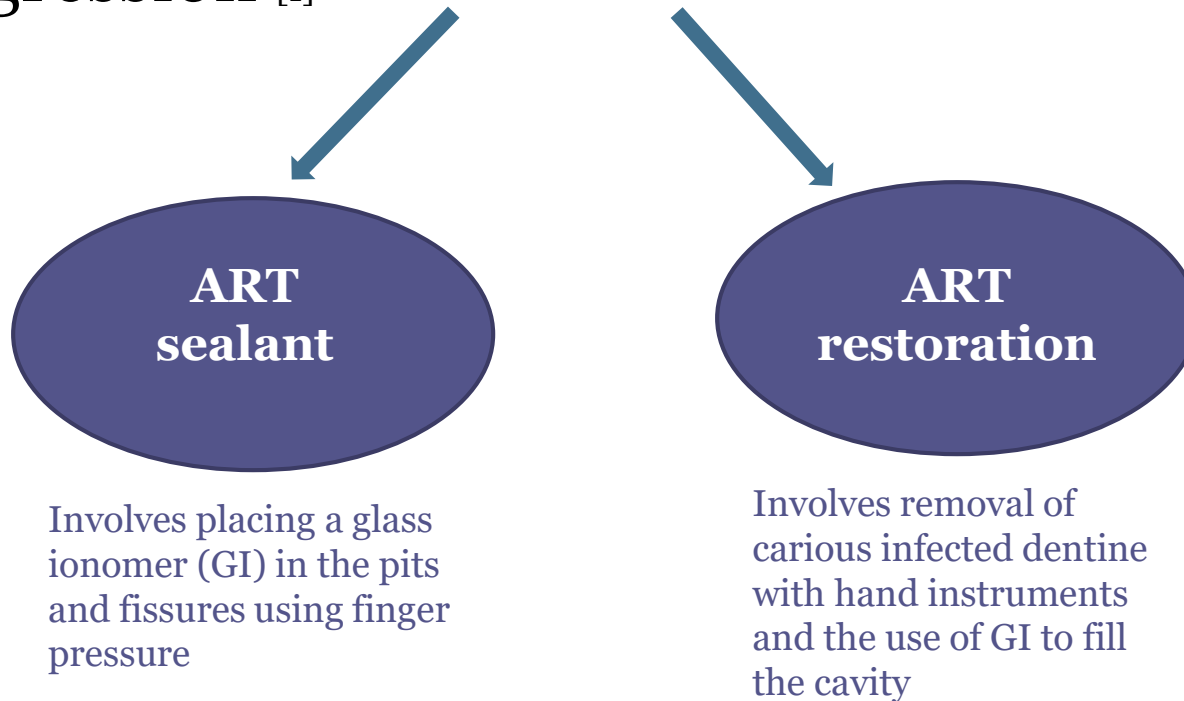 [1]
ART
sealant
ART
restoration
Involves placing a glass
ionomer (GI) in the pits
and fissures using finger
pressure
Involves removal of
carious infected dentine
with hand instruments
and the use of GI to fill
the cavity